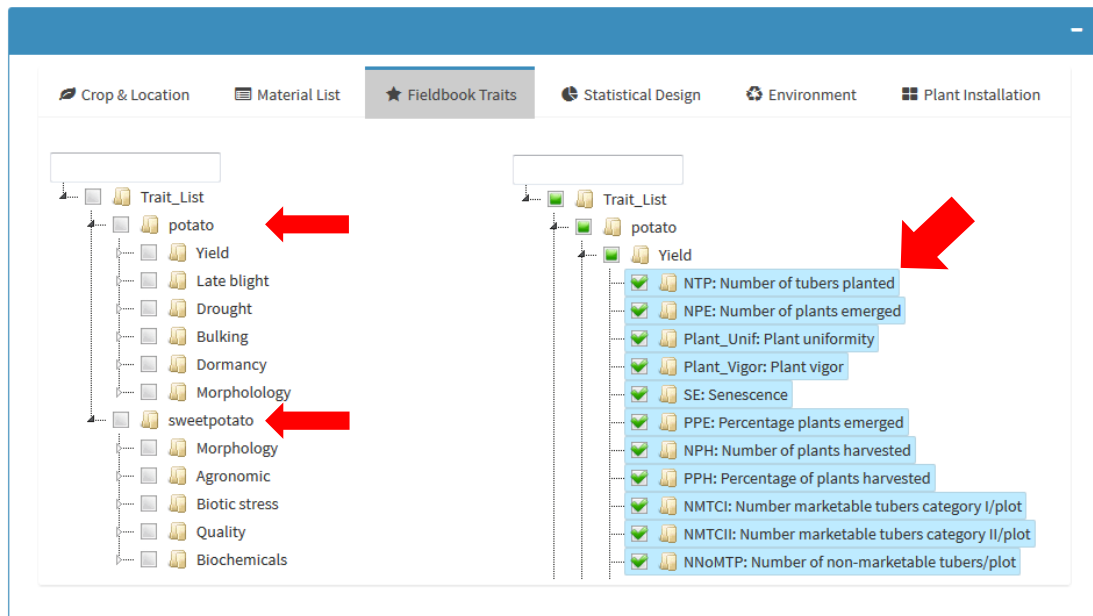 Crop & Location Material List Fieldbook Traits Statistical Design Environment Plant Installation
Trait_List
potato
Yield
Late blight
Drought
Bulking
Dormancy
Morpholology
sweetpotato
Morphology
Agronomic
Biotic stress
Quality
Biochemicals
Trait_List
potato
Yield
NTP: Number of tubers planted
NPE: Number of plants emerged
Plant_Unif: Plant uniformity
Plant_Vigor: Plant vigor
SE: Senescence
PPE: Percentage plants emerged
NPH: Number of plants harvested
PPH: Percentage of plants harvested
NMTCI: Number marketable tubers category I/plot
NMTCII: Number marketable tubers category II/plot
NNoMTP: Number of non-marketable tubers/plot